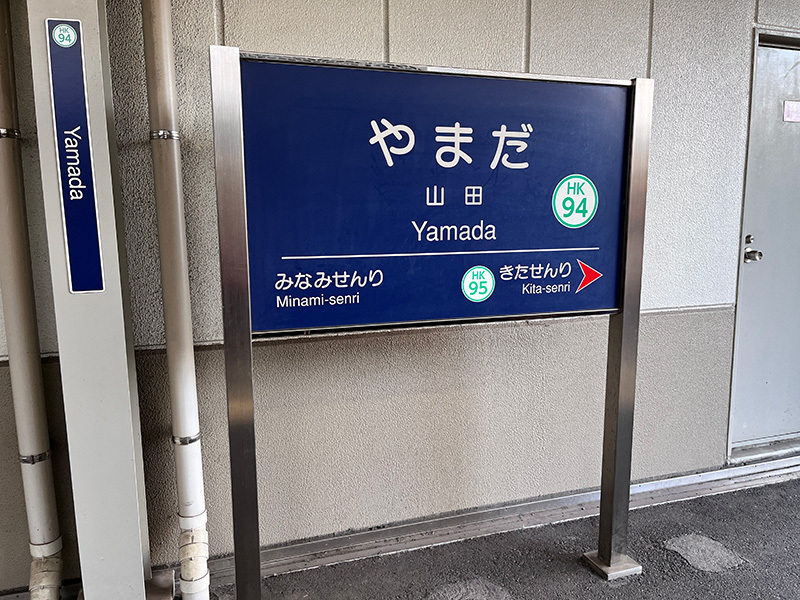 HK
94
Yamada
やまだ
山田
Yamada
HK
94
みなみせんり
Minami-senri
HK
95
きたせんり
Kita-senri